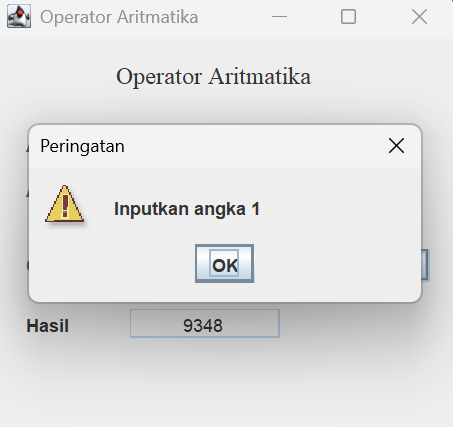 Operator Aritmatika
Operator Aritmatika
Peringatan
Inputkan angka 1
OK
Hasil
9348